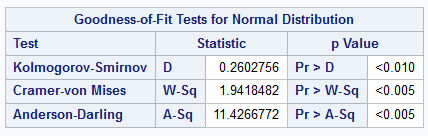 Goodness-of-Fit Tests for Normal Distribution
Test Statistic p Value
Kolmogorov-Smirnov D 0.2602756 Pr > D <0.010
Cramer-von Mises W-Sq 1.9418482 Pr > W-Sq <0.005
Anderson-Darling A-Sq 11.4266772 Pr > A-Sq <0.005